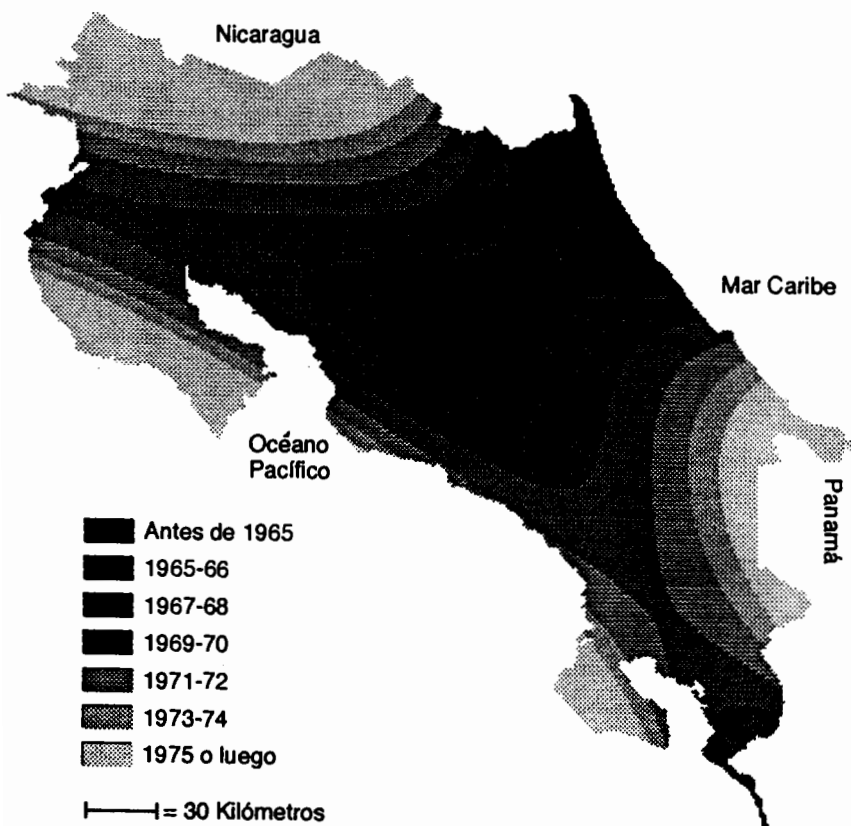 Nicaragua
Mar Caribe
Océano
Pacífico
Panamá
Antes de 1965
1965-66
1967-68
1969-70
1971-72
1973-74
1975 o luego
= 30 Kilómetros